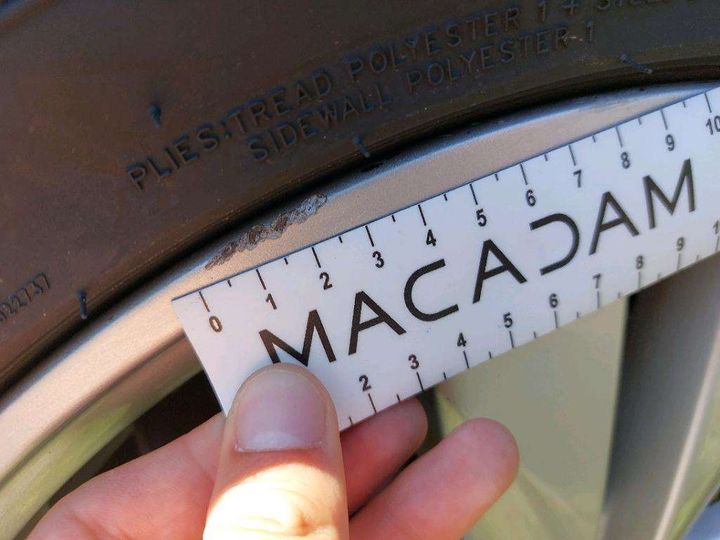 PLIES:TREAD POLYESTER 1 +
SIDEWALL POLYESTER 1
0 1 2 3 4 5 6 7 8 9 10
MACADAM
2 3 4 5 6 7 8 9